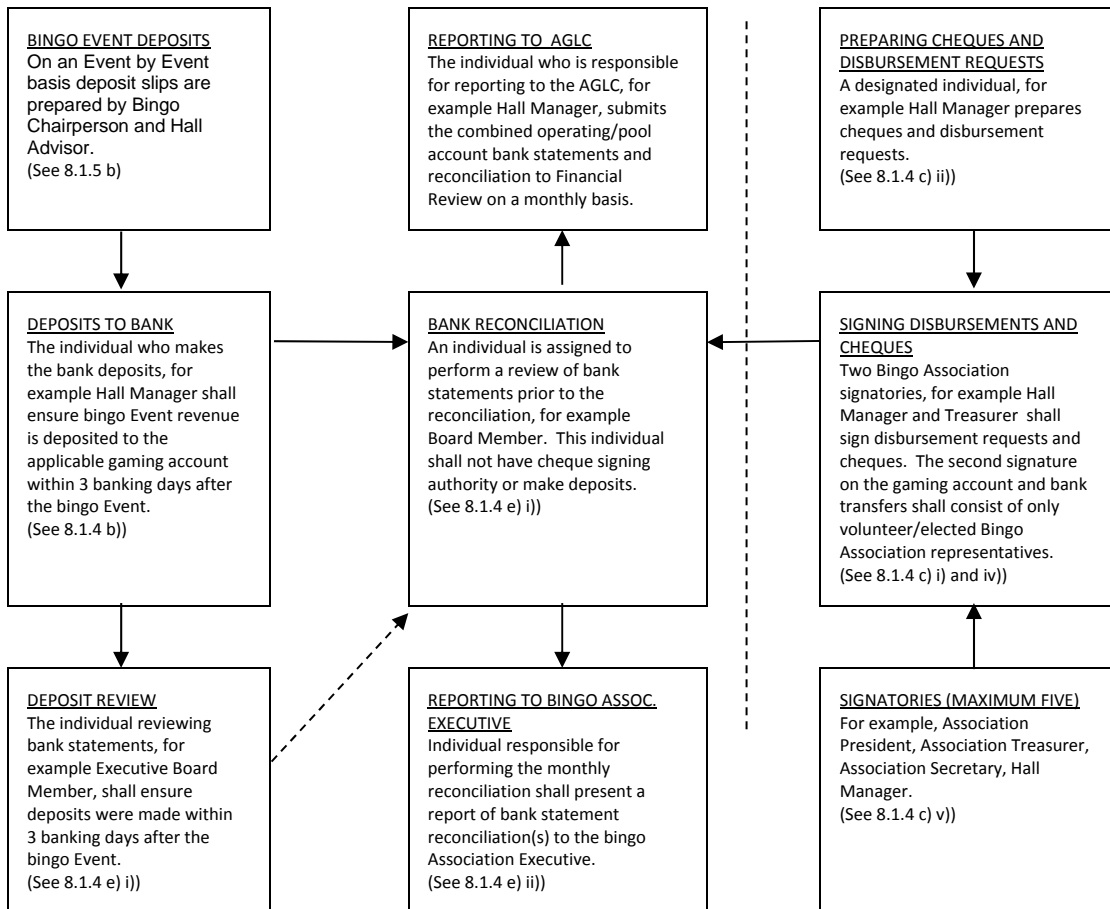 BINGO EVENT DEPOSITS
On an Event by Event
basis deposit slips are
prepared by Bingo
Chairperson and Hall
Advisor.
(See 8.1.5 b)
REPORTING TO AGLC
The individual who is responsible
for reporting to the AGLC, for
example Hall Manager, submits
the combined operating/pool
account bank statements and
reconciliation to Financial
Review on a monthly basis.
PREPARING CHEQUES AND
DISBURSEMENT REQUESTS
A designated individual, for
example Hall Manager prepares
cheques and disbursement
requests.
(See 8.1.4 c) ii))
DEPOSITS TO BANK
The individual who makes
the bank deposits, for
example Hall Manager shall
ensure bingo Event revenue
is deposited to the
applicable gaming account
within 3 banking days after
the bingo Event.
(See 8.1.4 b))
BANK RECONCILIATION
An individual is assigned to
perform a review of bank
statements prior to the
reconciliation, for example
Board Member. This individual
shall not have cheque signing
authority or make deposits.
(See 8.1.4 e) i))
SIGNING DISBURSEMENTS AND
CHEQUES
Two Bingo Association
signatories, for example Hall
Manager and Treasurer shall
sign disbursement requests and
cheques. The second signature
on the gaming account and bank
transfers shall consist of only
volunteer/elected Bingo
Association representatives.
(See 8.1.4 c) i) and iv))
DEPOSIT REVIEW
The individual reviewing
bank statements, for
example Executive Board
Member, shall ensure
deposits were made within
3 banking days after the
bingo Event.
(See 8.1.4 e) i))
REPORTING TO BINGO ASSOC.
EXECUTIVE
Individual responsible for
performing the monthly
reconciliation shall present a
report of bank statement
reconciliation(s) to the bingo
Association Executive.
(See 8.1.4 e) ii))
SIGNATORIES (MAXIMUM FIVE)
For example, Association
President, Association Treasurer,
Association Secretary, Hall
Manager.
(See 8.1.4 c) v))